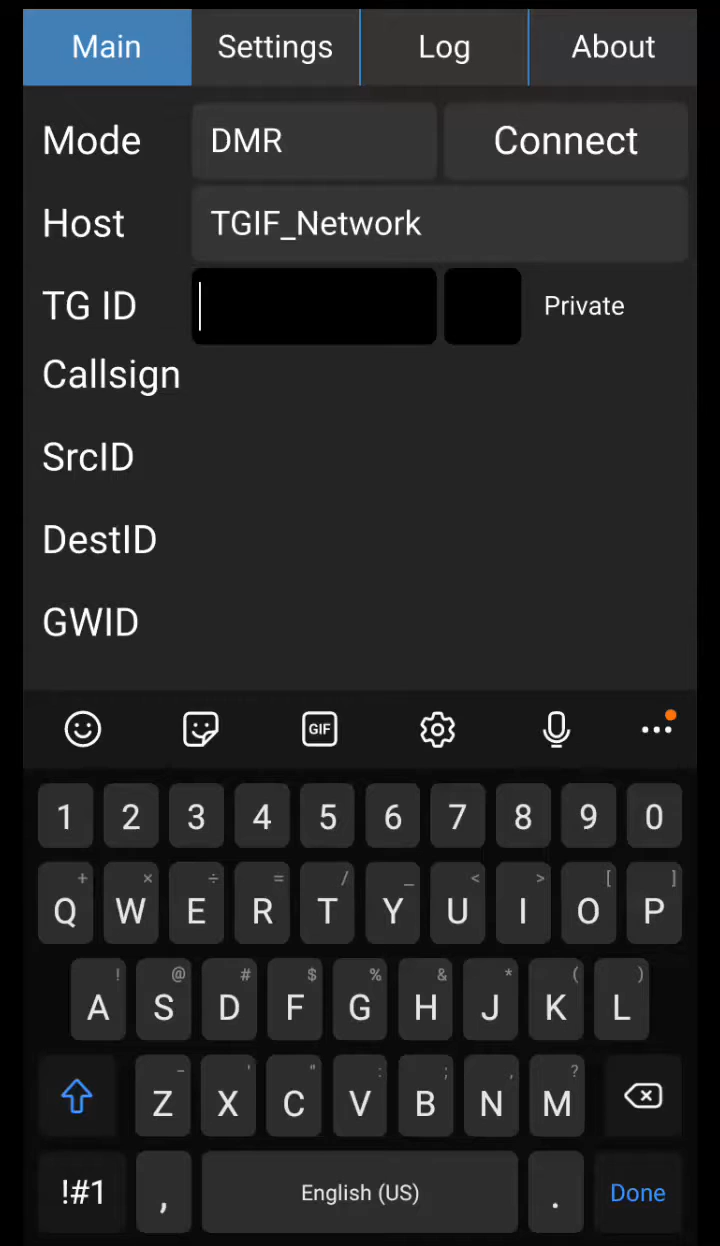 Main Settings Log About
Mode DMR Connect
Host TGIF_Network
TG ID Private
Callsign
SrcID
DestID
GWID
GIF
1 2 3 4 5 6 7 8 9 0
+ × ÷ = / _ < > [ ]
Q W E R T Y U I O P
! @ # $ % & * ( )
A S D F G H J K L
- ' " : ; , ?
Z X C V B N M
!#1 , English (US) . Done